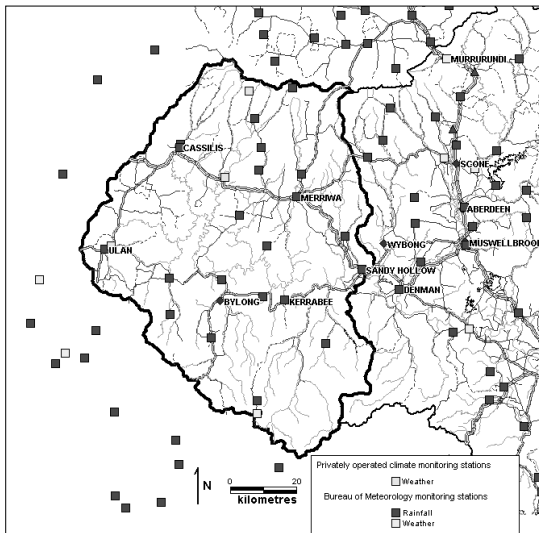 MURRURUNDI
CASSILIS
SCONE
MERRIWA
ABERDEEN
WYBONG
MUSWELLBROOK
ULAN
SANDY HOLLOW
DENMAN
BYLONG
KERRABEE
N
0 20
kilometres
Privately operated climate monitoring stations
Weather
Bureau of Meteorology monitoring stations
Rainfall
Weather